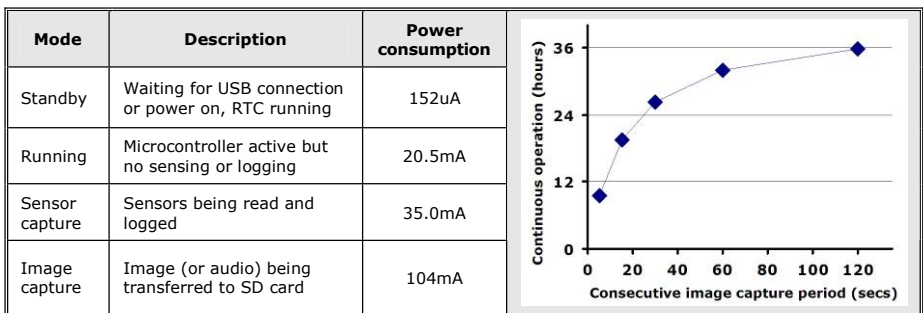 Mode Description Power consumption
Standby Waiting for USB connection or power on, RTC running 152uA
Running Microcontroller active but no sensing or logging 20.5mA
Sensor capture Sensors being read and logged 35.0mA
Image capture Image (or audio) being transferred to SD card 104mA
Continuous operation (hours)
36
24
12
0
0 20 40 60 80 100 120
Consecutive image capture period (secs)